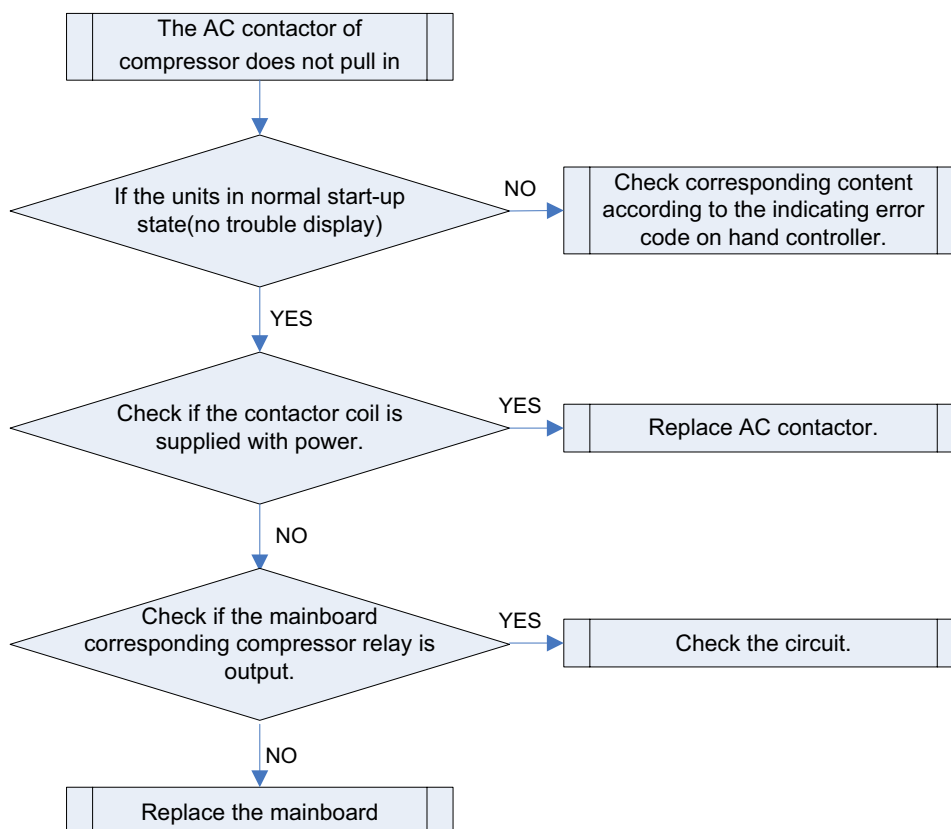 The AC contactor of
compressor does not pull in
If the units in normal start-up
state(no trouble display)
NO
Check corresponding content
according to the indicating error
code on hand controller.
YES
Check if the contactor coil is
supplied with power.
YES
Replace AC contactor.
NO
Check if the mainboard
corresponding compressor relay is
output.
YES
Check the circuit.
NO
Replace the mainboard